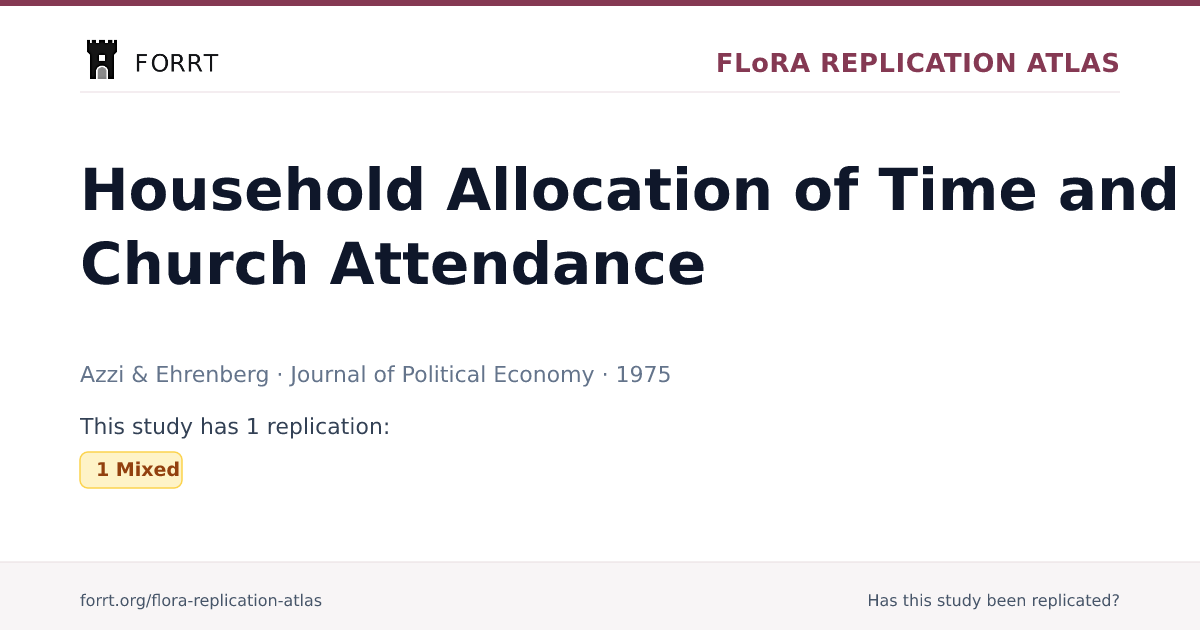 FORRT
FLoRA REPLICATION ATLAS
Household Allocation of Time and
Church Attendance
Azzi & Ehrenberg · Journal of Political Economy · 1975
This study has 1 replication:
1 Mixed
forrt.org/flora-replication-atlas
Has this study been replicated?